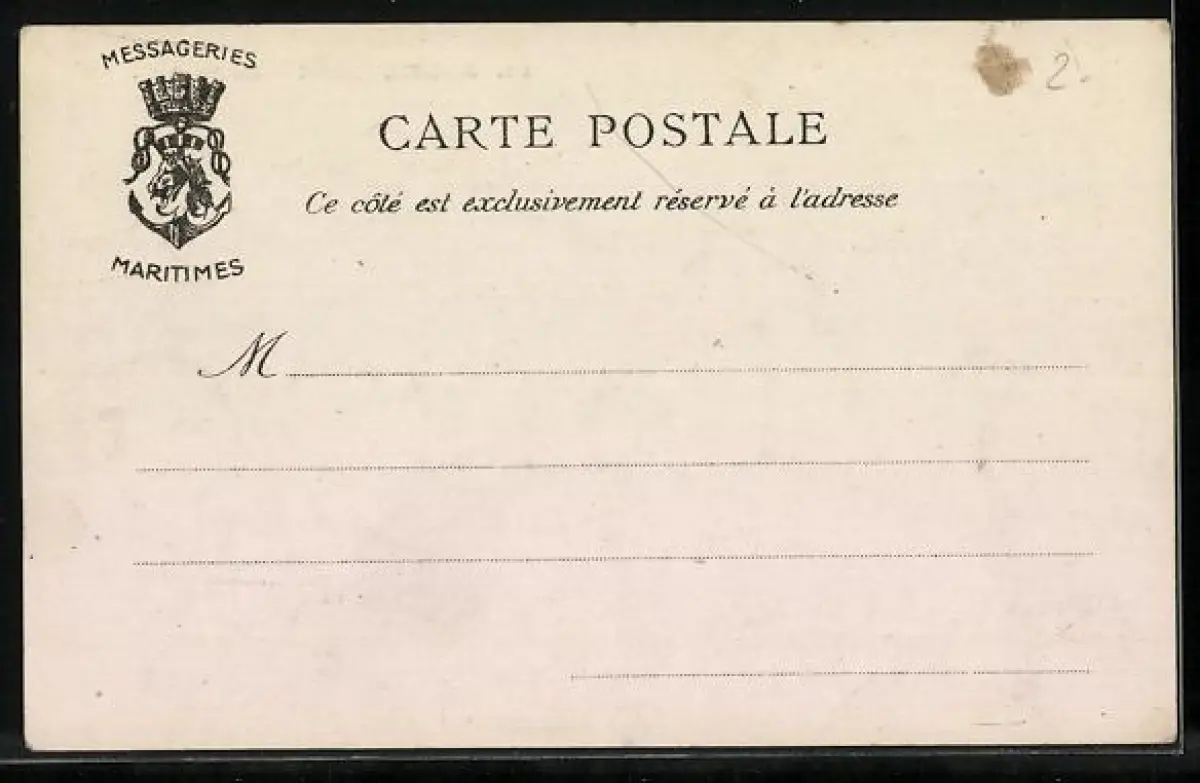 MESSAGERIES
MARITIMES
CARTE POSTALE
Ce côté est exclusivement réservé à l'adresse
2.
M